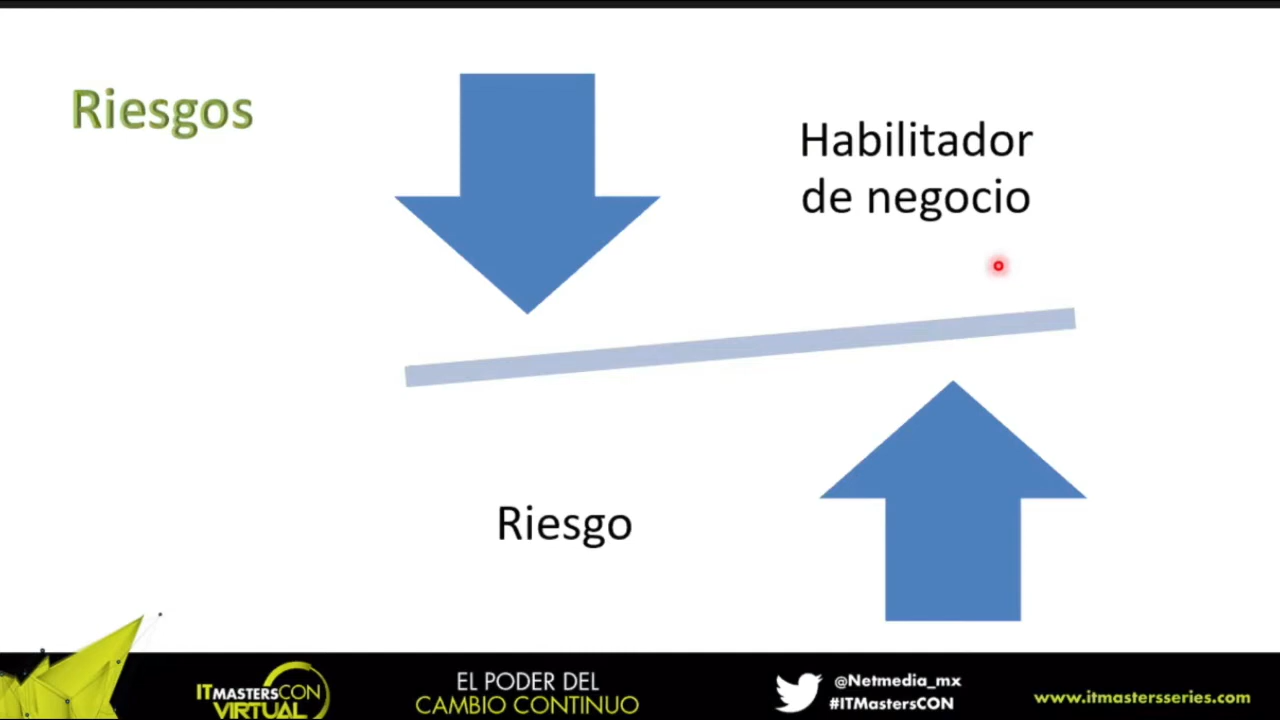 Riesgos
Habilitador
de negocio
Riesgo
ITMASTERSCON
VIRTUAL
EL PODER DEL
CAMBIO CONTINUO
@Netmedia_mx
#ITMastersCON
www.itmastersseries.com